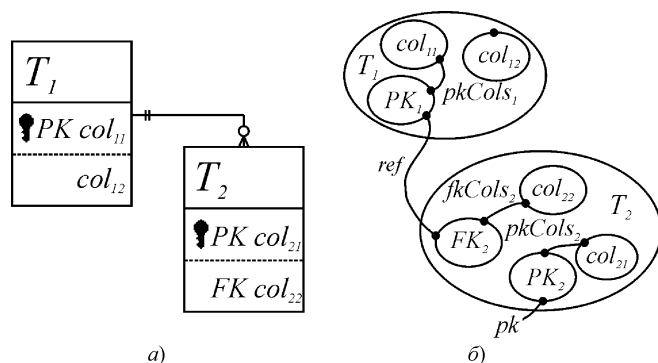 T₁
PK col₁₁
col₁₂
T₂
PK col₂₁
FK col₂₂
а)
col₁₁
col₁₂
T₁
PK₁
pkCols₁
ref
fkCols₂
col₂₂
T₂
pkCols₂
FK₂
col₂₁
PK₂
pk
б)